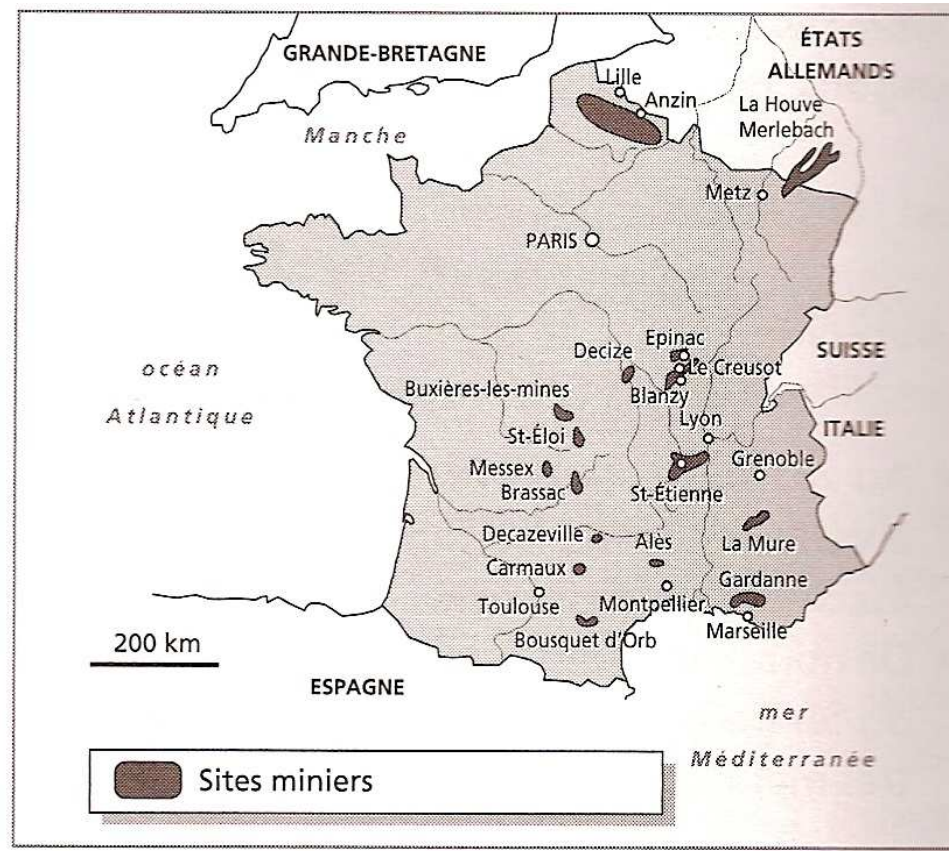 GRANDE-BRETAGNE
ÉTATS
ALLEMANDS
Lille
Anzin
La Houve
Merlebach
Manche
Metz
PARIS
Epinac
Decize
Le Creusot
SUISSE
océan
Atlantique
Buxières-les-mines
Blanzy
Lyon
ITALIE
St-Éloi
Grenoble
Messex
Brassac
St-Étienne
Decazeville
Alès
La Mure
Carmaux
Gardanne
Toulouse
Montpellier
Marseille
Bousquet d'Orb
200 km
ESPAGNE
mer
Méditerranée
Sites miniers